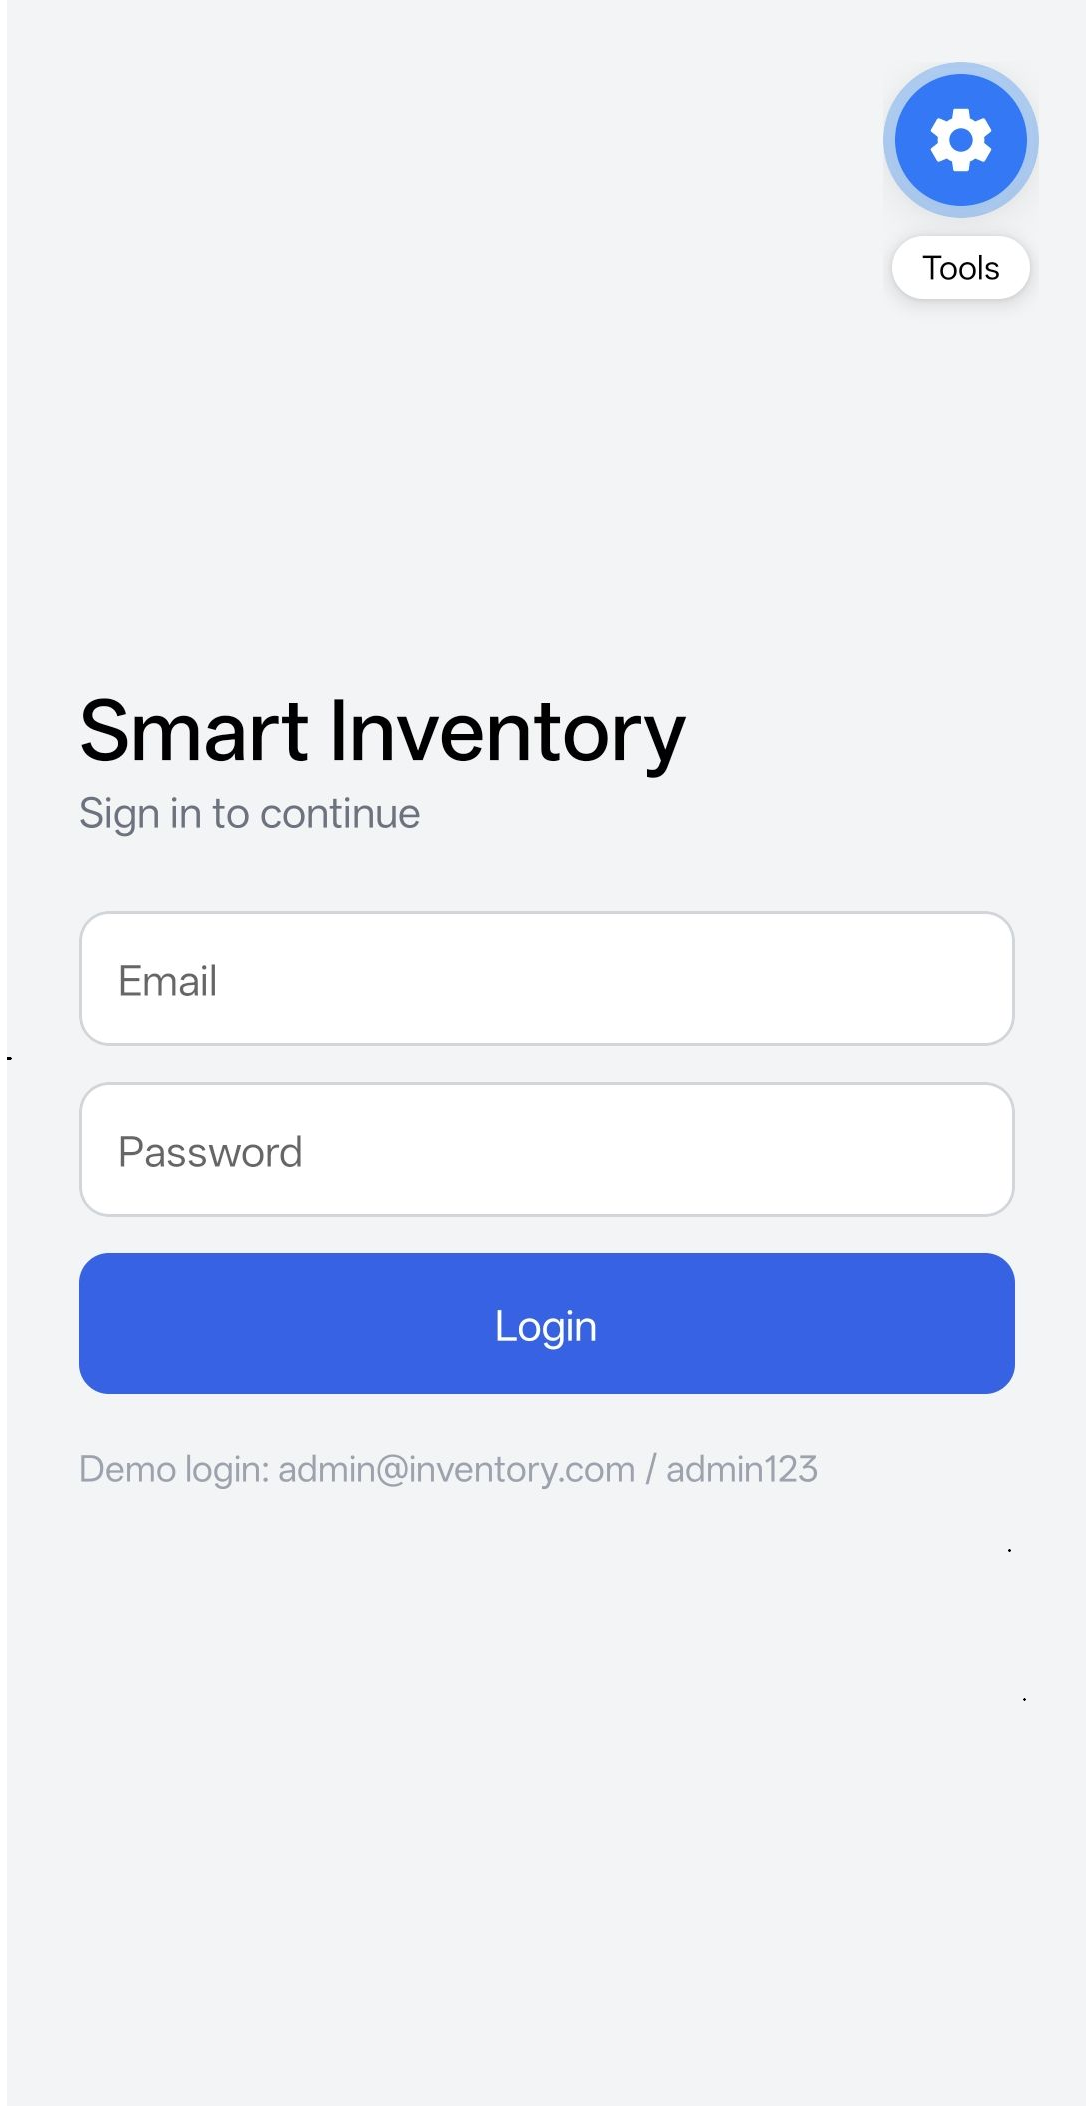 Tools
Smart Inventory
Sign in to continue
Email
Password
Login
Demo login: admin@inventory.com / admin123